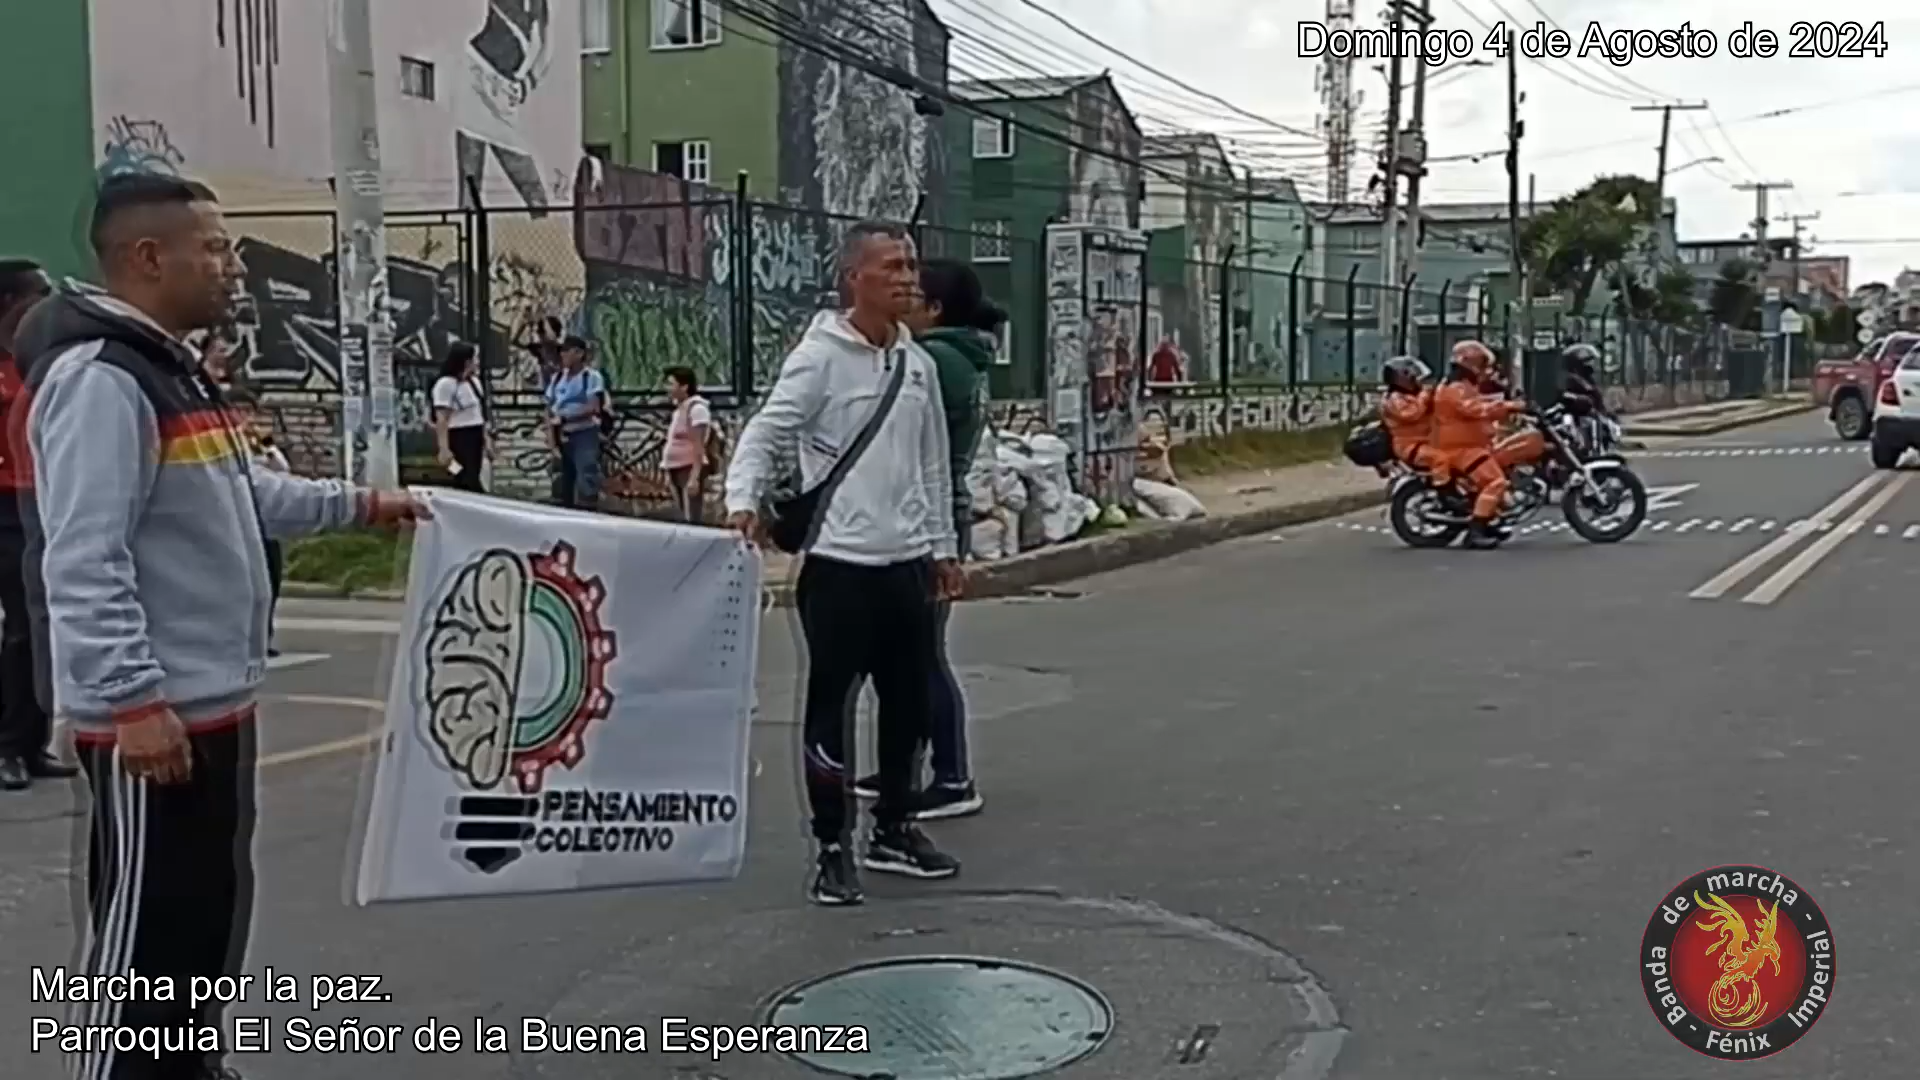 Domingo 4 de Agosto de 2024
PENSAMIENTO
COLECTIVO
Marcha por la paz.
Parroquia El Señor de la Buena Esperanza
Banda de marcha - Fénix Imperial -